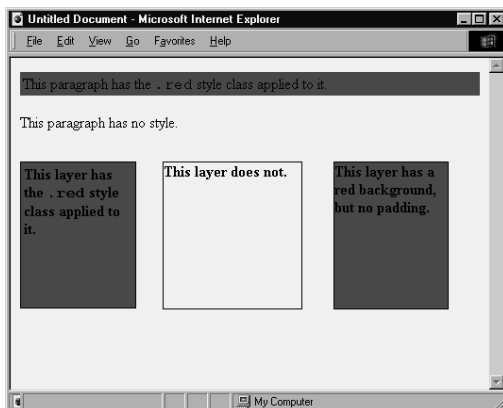 Untitled Document - Microsoft Internet Explorer
File Edit View Go Favorites Help
This paragraph has the .red style class applied to it.
This paragraph has no style.
This layer has
the .red style
class applied to
it.
This layer does not.
This layer has a
red background,
but no padding.
My Computer